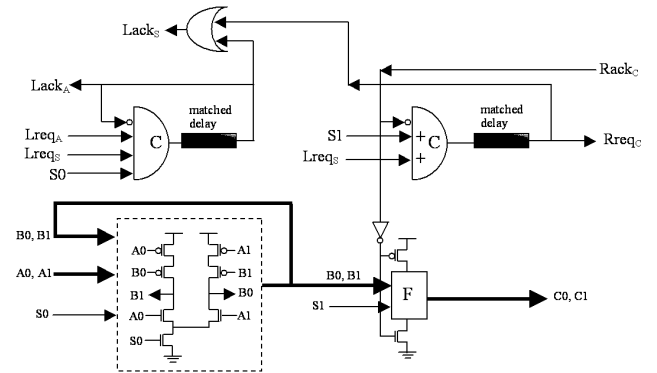 Lack_S
Lack_A
Rack_C
matched delay
matched delay
Lreq_A
C
S1
+
C
Rreq_C
Lreq_S
Lreq_S
+
S0
B0, B1
A0
A1
A0, A1
B0
B1
B0, B1
B1
B0
F
C0, C1
S0
A0
A1
S1
S0